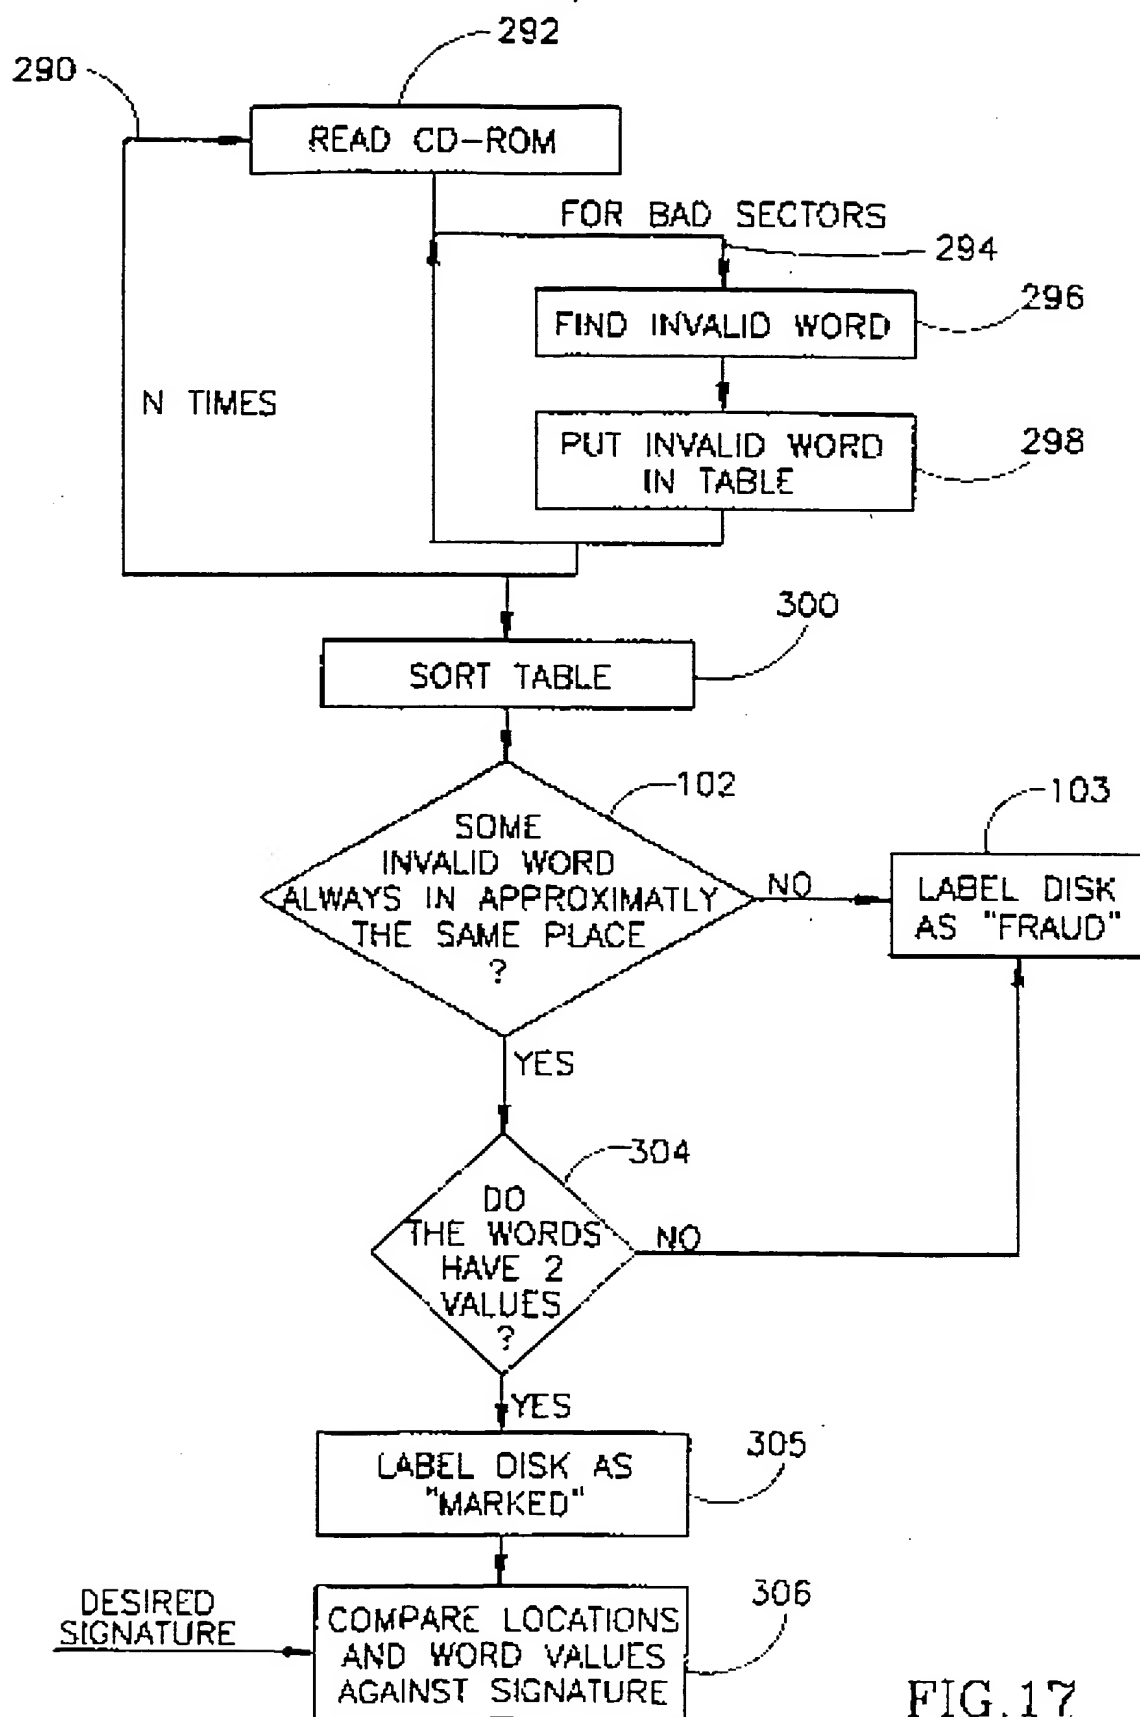 292
290
READ CD-ROM
FOR BAD SECTORS
294
296
FIND INVALID WORD
N TIMES
298
PUT INVALID WORD
IN TABLE
300
SORT TABLE
102
103
SOME
INVALID WORD
ALWAYS IN APPROXIMATLY
THE SAME PLACE
?
NO
LABEL DISK
AS "FRAUD"
YES
304
DO
THE WORDS
HAVE 2
VALUES
?
NO
YES
305
LABEL DISK AS
"MARKED"
306
DESIRED
SIGNATURE
COMPARE LOCATIONS
AND WORD VALUES
AGAINST SIGNATURE
FIG.17